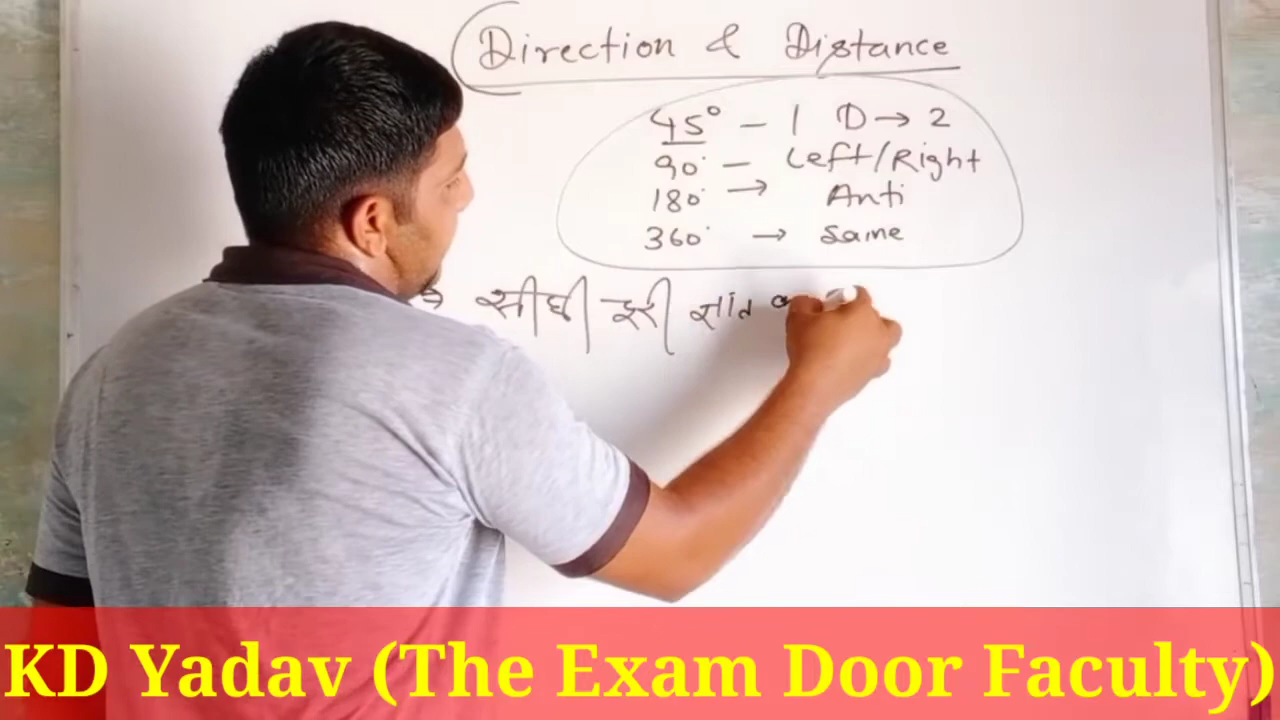 Direction & Distance
45° - 1 D → 2
90° - Left/Right
180° → Anti
360° → Same
→ सीधी दूरी ज्ञात
KD Yadav (The Exam Door Faculty)